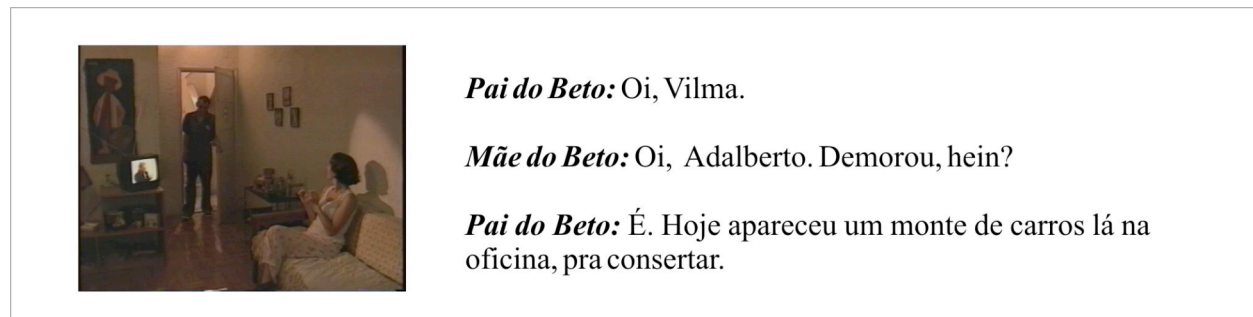 Pai do Beto: Oi, Vilma.
Mãe do Beto: Oi, Adalberto. Demorou, hein?
Pai do Beto: É. Hoje apareceu um monte de carros lá na
oficina, pra consertar.